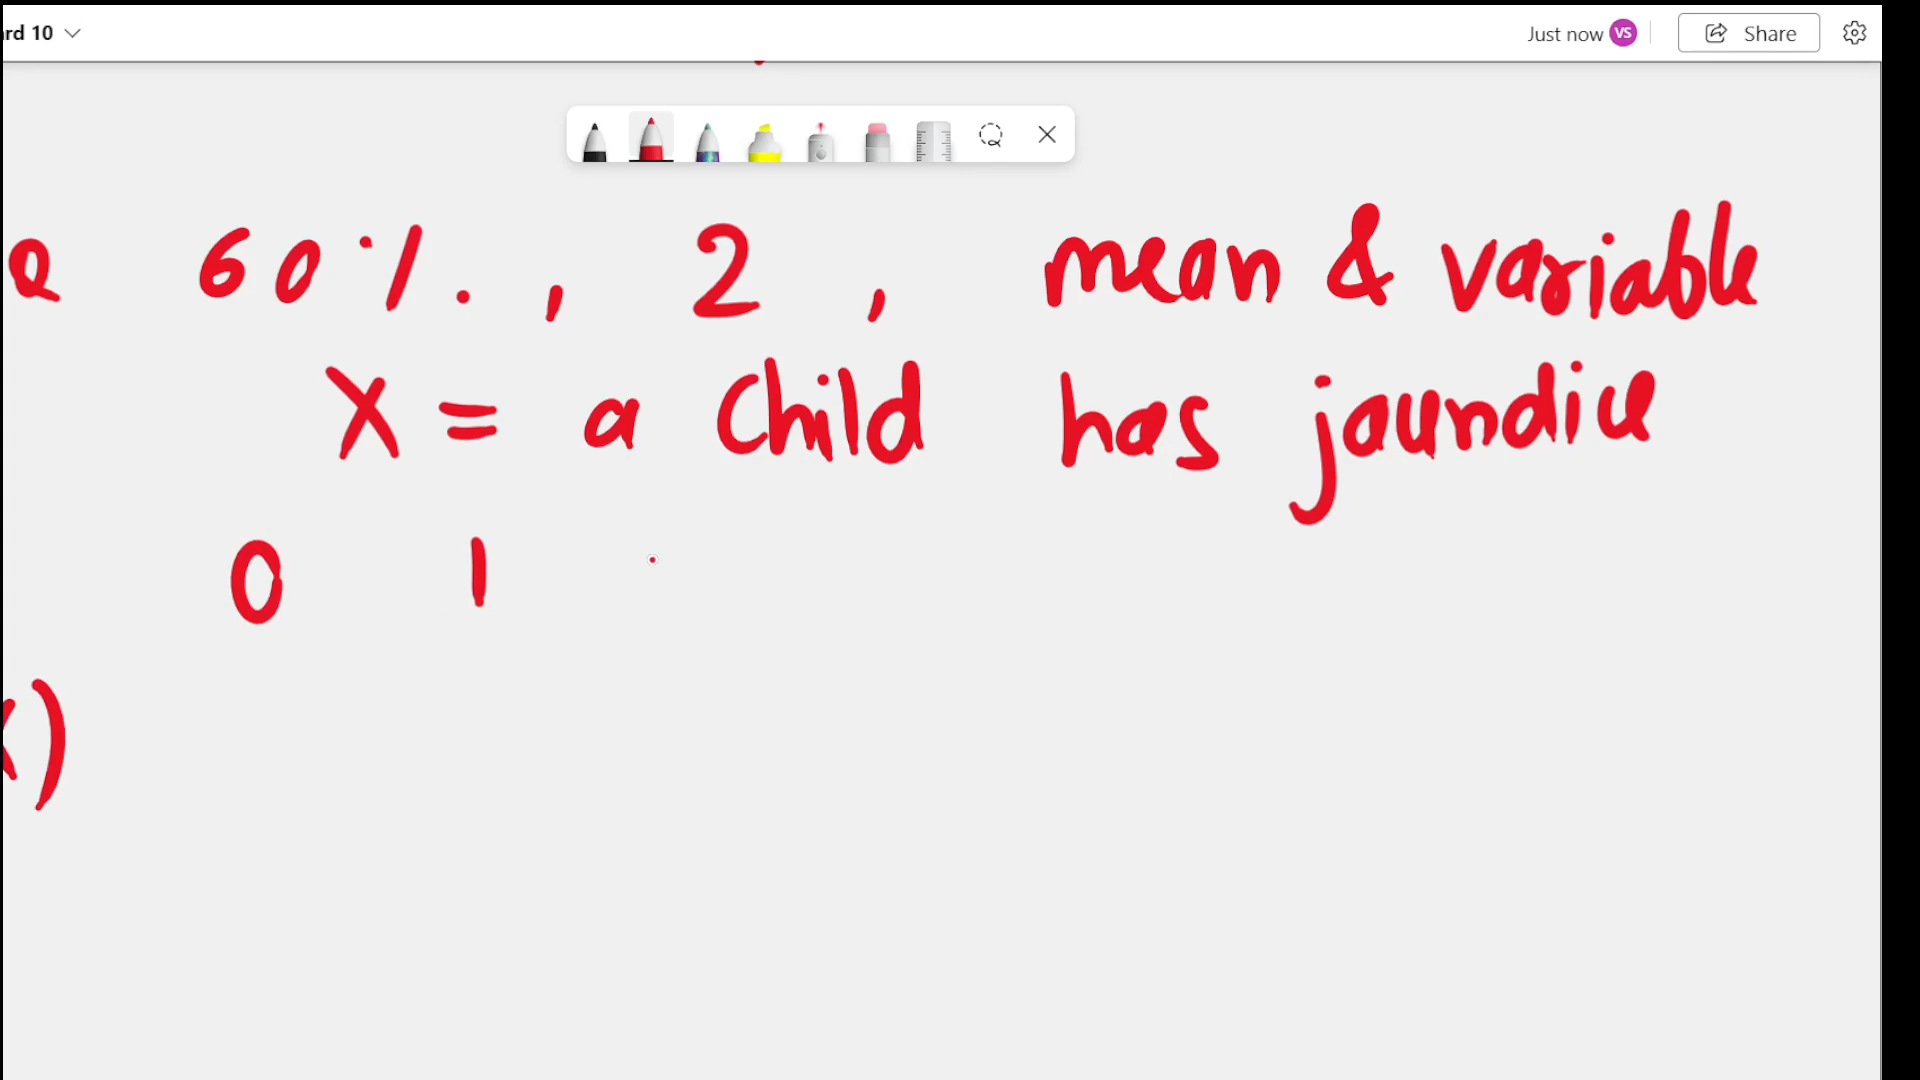 rd 10 Just now VS Share
Q 60%., 2, mean & variable
X = a child has jaundice
0 1
X)